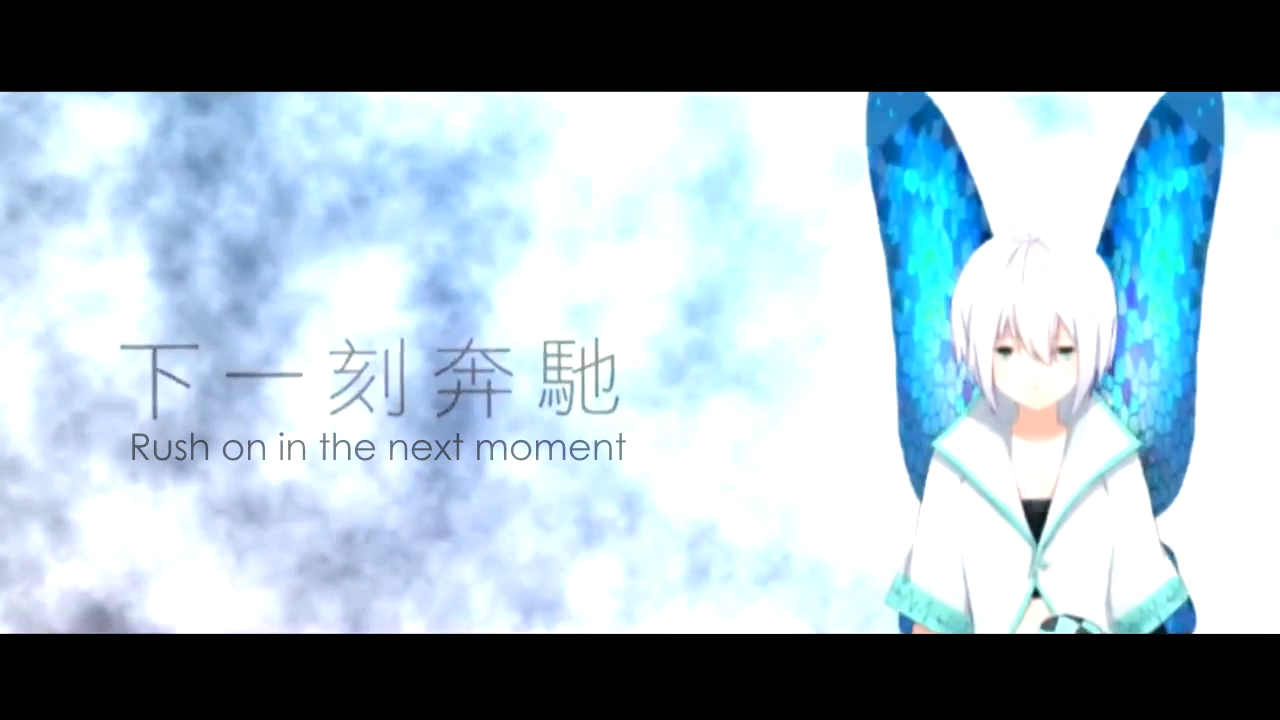 下一刻奔馳
Rush on in the next moment